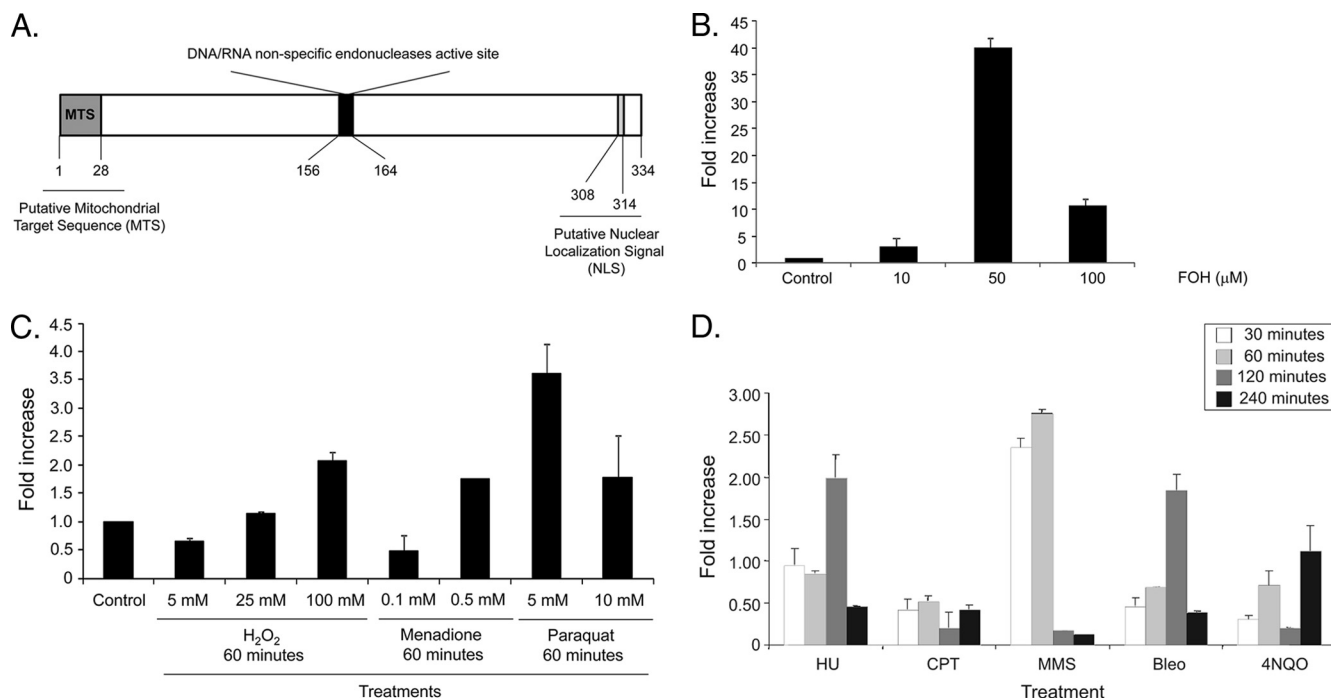 A.
DNA/RNA non-specific endonucleases active site
MTS
1 28 156 164 308 314 334
Putative Mitochondrial
Target Sequence (MTS)
Putative Nuclear
Localization Signal
(NLS)
B.
Fold increase
45
40
35
30
25
20
15
10
5
0
Control 10 50 100 FOH (μM)
C.
Fold increase
4.5
4.0
3.5
3.0
2.5
2.0
1.5
1.0
0.5
0
Control 5 mM 25 mM 100 mM 0.1 mM 0.5 mM 5 mM 10 mM
H₂O₂ Menadione Paraquat
60 minutes 60 minutes 60 minutes
Treatments
D.
30 minutes
60 minutes
120 minutes
240 minutes
Fold increase
3.00
2.50
2.00
1.50
1.00
0.50
0
HU CPT MMS Bleo 4NQO
Treatment